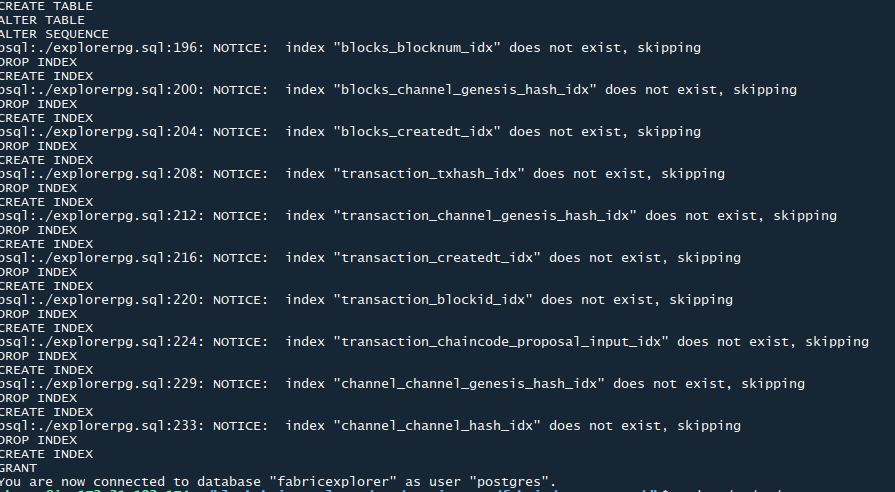 CREATE TABLE
ALTER TABLE
ALTER SEQUENCE
psql:./explorerpg.sql:196: NOTICE:  index "blocks_blocknum_idx" does not exist, skipping
DROP INDEX
CREATE INDEX
psql:./explorerpg.sql:200: NOTICE:  index "blocks_channel_genesis_hash_idx" does not exist, skipping
DROP INDEX
CREATE INDEX
psql:./explorerpg.sql:204: NOTICE:  index "blocks_createdt_idx" does not exist, skipping
DROP INDEX
CREATE INDEX
psql:./explorerpg.sql:208: NOTICE:  index "transaction_txhash_idx" does not exist, skipping
DROP INDEX
CREATE INDEX
psql:./explorerpg.sql:212: NOTICE:  index "transaction_channel_genesis_hash_idx" does not exist, skipping
DROP INDEX
CREATE INDEX
psql:./explorerpg.sql:216: NOTICE:  index "transaction_createdt_idx" does not exist, skipping
DROP INDEX
CREATE INDEX
psql:./explorerpg.sql:220: NOTICE:  index "transaction_blockid_idx" does not exist, skipping
DROP INDEX
CREATE INDEX
psql:./explorerpg.sql:224: NOTICE:  index "transaction_chaincode_proposal_input_idx" does not exist, skipping
DROP INDEX
CREATE INDEX
psql:./explorerpg.sql:229: NOTICE:  index "channel_channel_genesis_hash_idx" does not exist, skipping
DROP INDEX
CREATE INDEX
psql:./explorerpg.sql:233: NOTICE:  index "channel_channel_hash_idx" does not exist, skipping
DROP INDEX
CREATE INDEX
GRANT
You are now connected to database "fabricexplorer" as user "postgres".